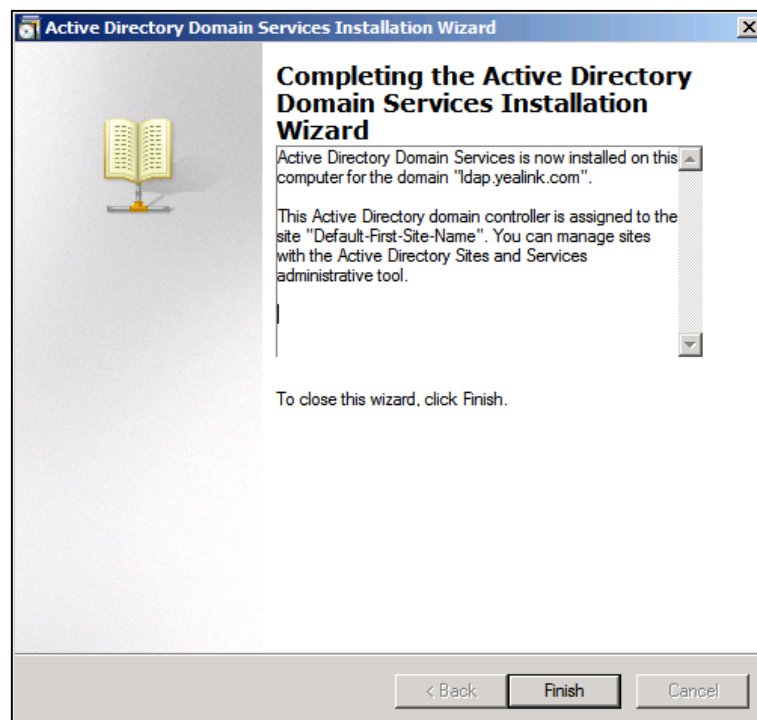 Active Directory Domain Services Installation Wizard
Completing the Active Directory
Domain Services Installation
Wizard
Active Directory Domain Services is now installed on this
computer for the domain "ldap.yealink.com".
This Active Directory domain controller is assigned to the
site "Default-First-Site-Name". You can manage sites
with the Active Directory Sites and Services
administrative tool.
To close this wizard, click Finish.
< Back
Finish
Cancel